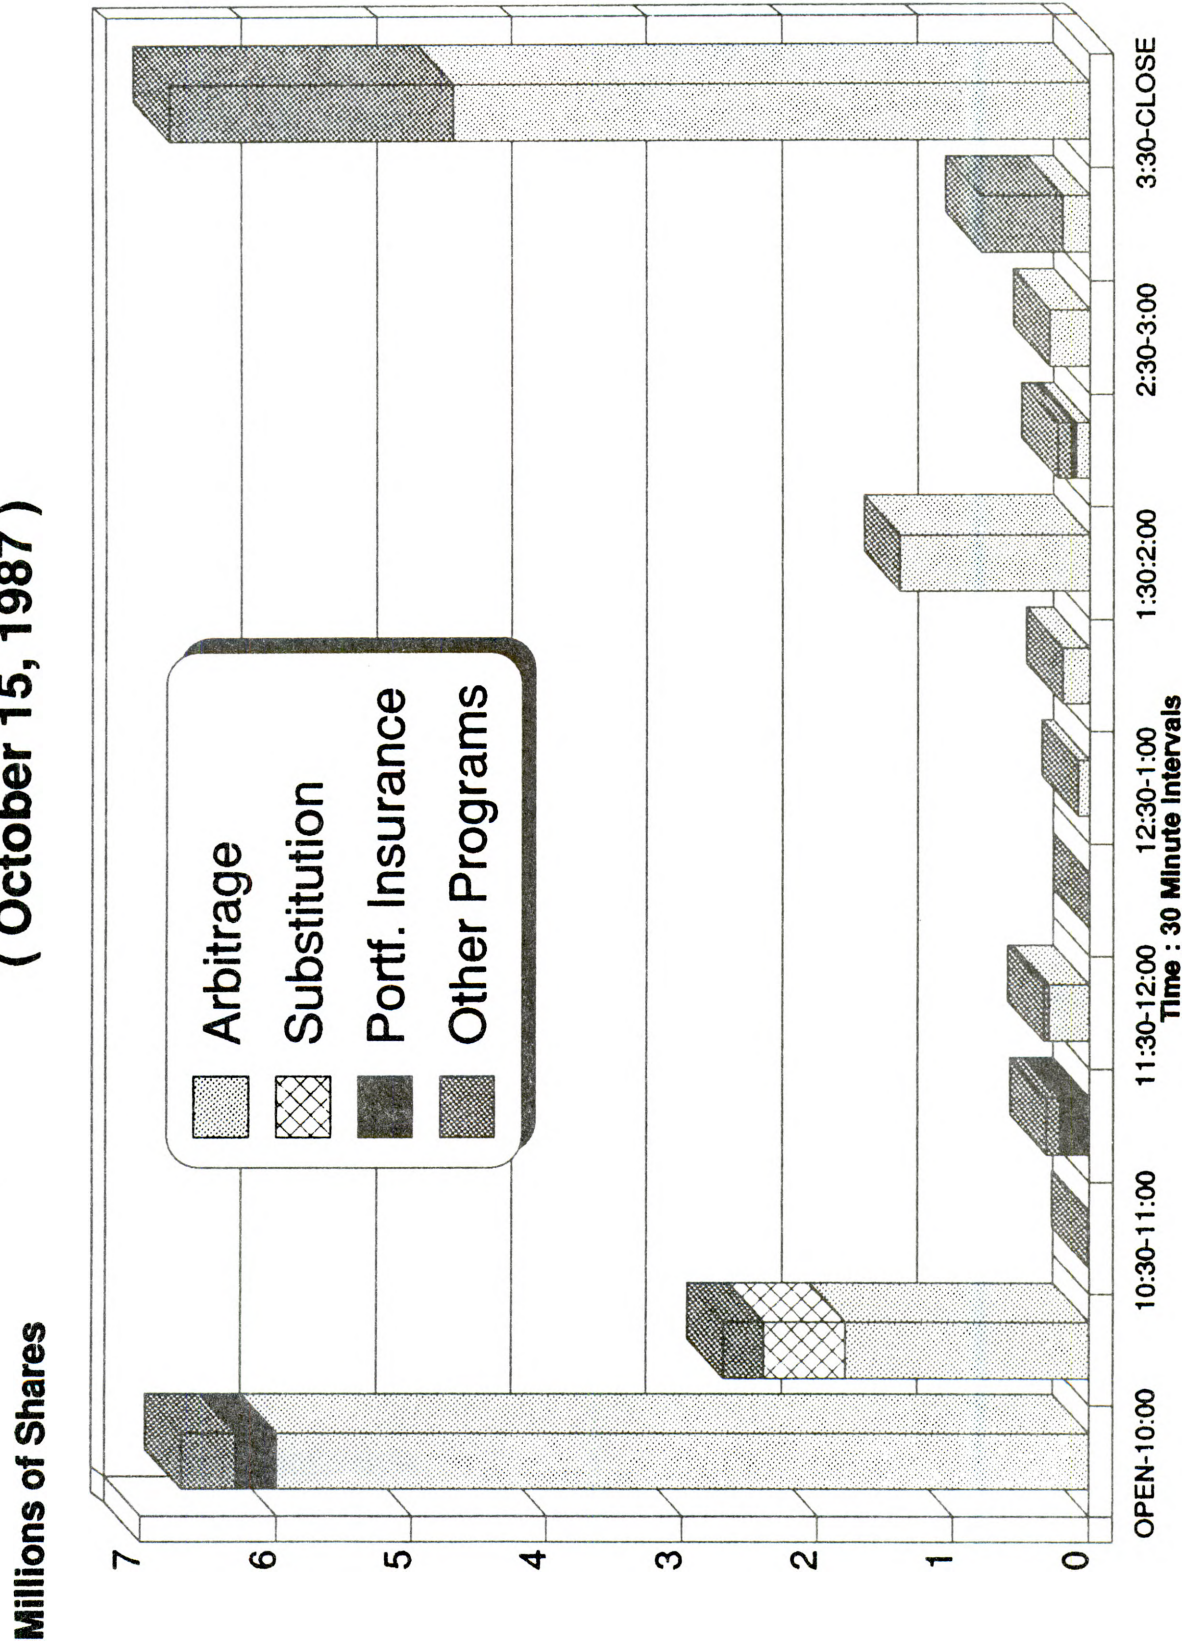 ( October 15, 1987 )
Millions of Shares
7
6
5
4
3
2
1
0
Arbitrage
Substitution
Portf. Insurance
Other Programs
OPEN-10:00
10:30-11:00
11:30-12:00
12:30-1:00
1:30:2:00
2:30-3:00
3:30-CLOSE
Time : 30 Minute Intervals